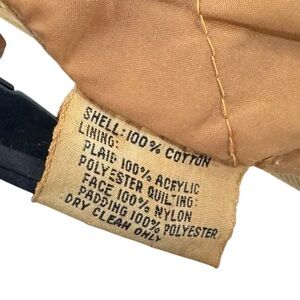 SHELL: 100% COTTON
LINING:
PLAID 100% ACRYLIC
POLYESTER QUILTING:
FACE 100% NYLON
PADDING 100% POLYESTER
DRY CLEAN ONLY